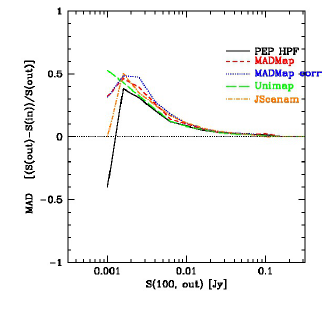 1
0.5
0
-0.5
-1
MAD [(S(out)-S(in))/S(out)]
PEP HPF
MADMap
MADMap corr
Unimap
JScanam
0.001
0.01
0.1
S(100, out) [Jy]